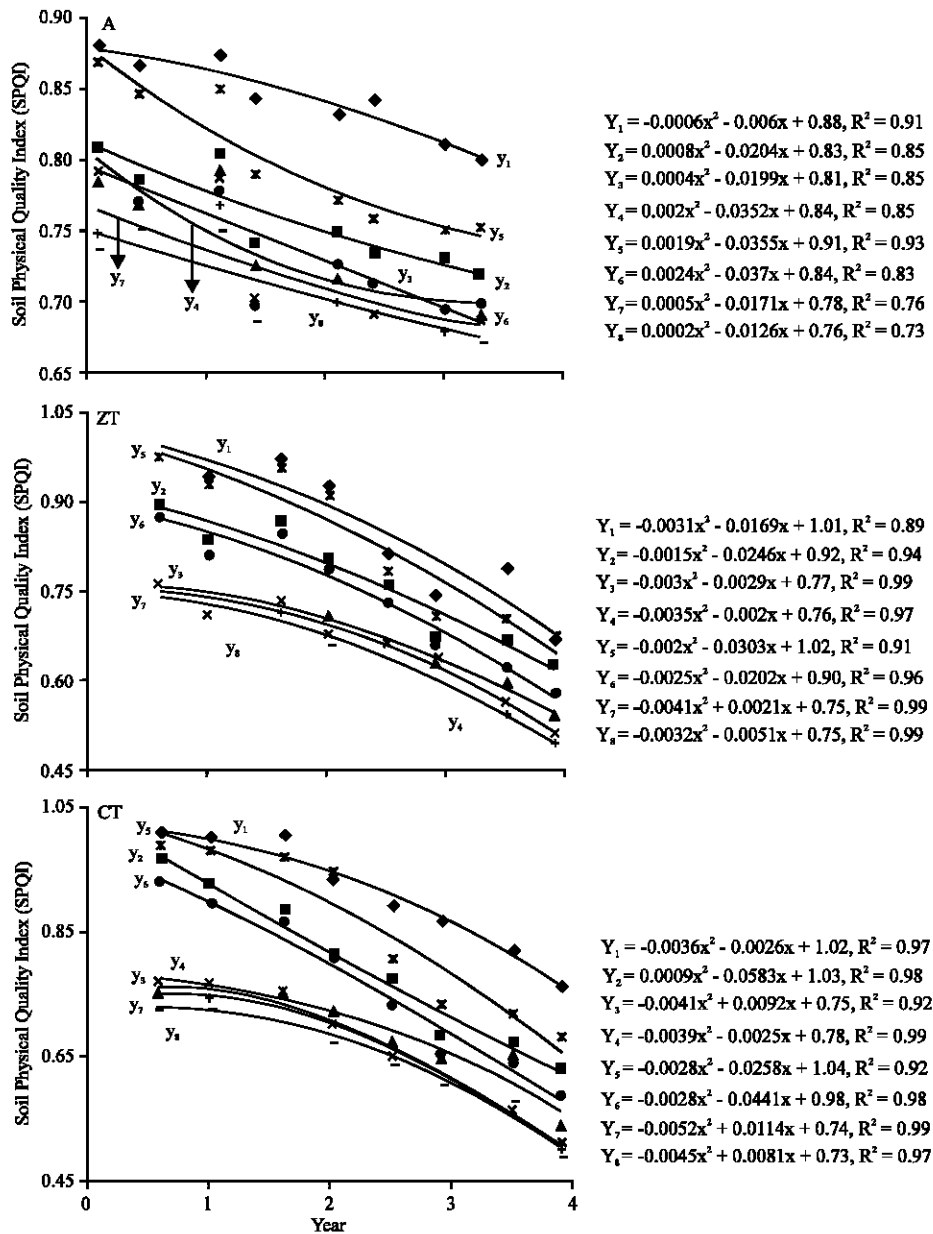 A
Soil Physical Quality Index (SPQI)
0.90
0.85
0.80
0.75
0.70
0.65
0
1
2
3
4
y₁
y₅
y₂
y₃
y₆
y₈
y₇
y₄
Y₁ = -0.0006x² - 0.006x + 0.88, R² = 0.91
Y₂ = 0.0008x² - 0.0204x + 0.83, R² = 0.85
Y₃ = 0.0004x² - 0.0199x + 0.81, R² = 0.85
Y₄ = 0.002x² - 0.0352x + 0.84, R² = 0.85
Y₅ = 0.0019x² - 0.0355x + 0.91, R² = 0.93
Y₆ = 0.0024x² - 0.037x + 0.84, R² = 0.83
Y₇ = 0.0005x² - 0.0171x + 0.78, R² = 0.76
Y₈ = 0.0002x² - 0.0126x + 0.76, R² = 0.73
ZT
Soil Physical Quality Index (SPQI)
1.05
0.90
0.75
0.60
0.45
y₅
y₁
y₂
y₆
y₃
y₇
y₈
y₄
Y₁ = -0.0031x² - 0.0169x + 1.01, R² = 0.89
Y₂ = -0.0015x² - 0.0246x + 0.92, R² = 0.94
Y₃ = -0.003x² - 0.0029x + 0.77, R² = 0.99
Y₄ = -0.0035x² - 0.002x + 0.76, R² = 0.97
Y₅ = -0.002x² - 0.0303x + 1.02, R² = 0.91
Y₆ = -0.0025x² - 0.0202x + 0.90, R² = 0.96
Y₇ = -0.0041x² + 0.0021x + 0.75, R² = 0.99
Y₈ = -0.0032x² - 0.0051x + 0.75, R² = 0.99
CT
Soil Physical Quality Index (SPQI)
1.05
0.85
0.65
0.45
y₅
y₁
y₂
y₆
y₃
y₄
y₇
y₈
0
1
2
3
4
Year
Y₁ = -0.0036x² - 0.0026x + 1.02, R² = 0.97
Y₂ = 0.0009x² - 0.0583x + 1.03, R² = 0.98
Y₃ = -0.0041x² + 0.0092x + 0.75, R² = 0.92
Y₄ = -0.0039x² - 0.0025x + 0.78, R² = 0.99
Y₅ = -0.0028x² - 0.0258x + 1.04, R² = 0.92
Y₆ = -0.0028x² - 0.0441x + 0.98, R² = 0.98
Y₇ = -0.0052x² + 0.0114x + 0.74, R² = 0.99
Y₈ = -0.0045x² + 0.0081x + 0.73, R² = 0.97